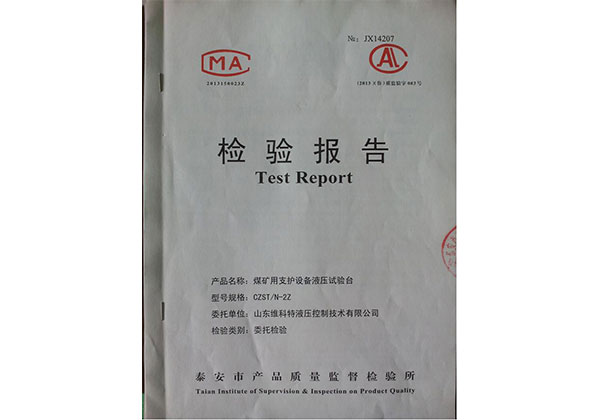 №: JX14207
MA
CAL
检验报告
Test Report
产品名称: 煤矿用支护设备液压试验台
型号规格: CZST/N-2Z
委托单位: 山东维科特液压控制技术有限公司
检验类别: 委托检验
泰安市产品质量监督检验所
Taian Institute of Supervision & Inspection on Product Quality